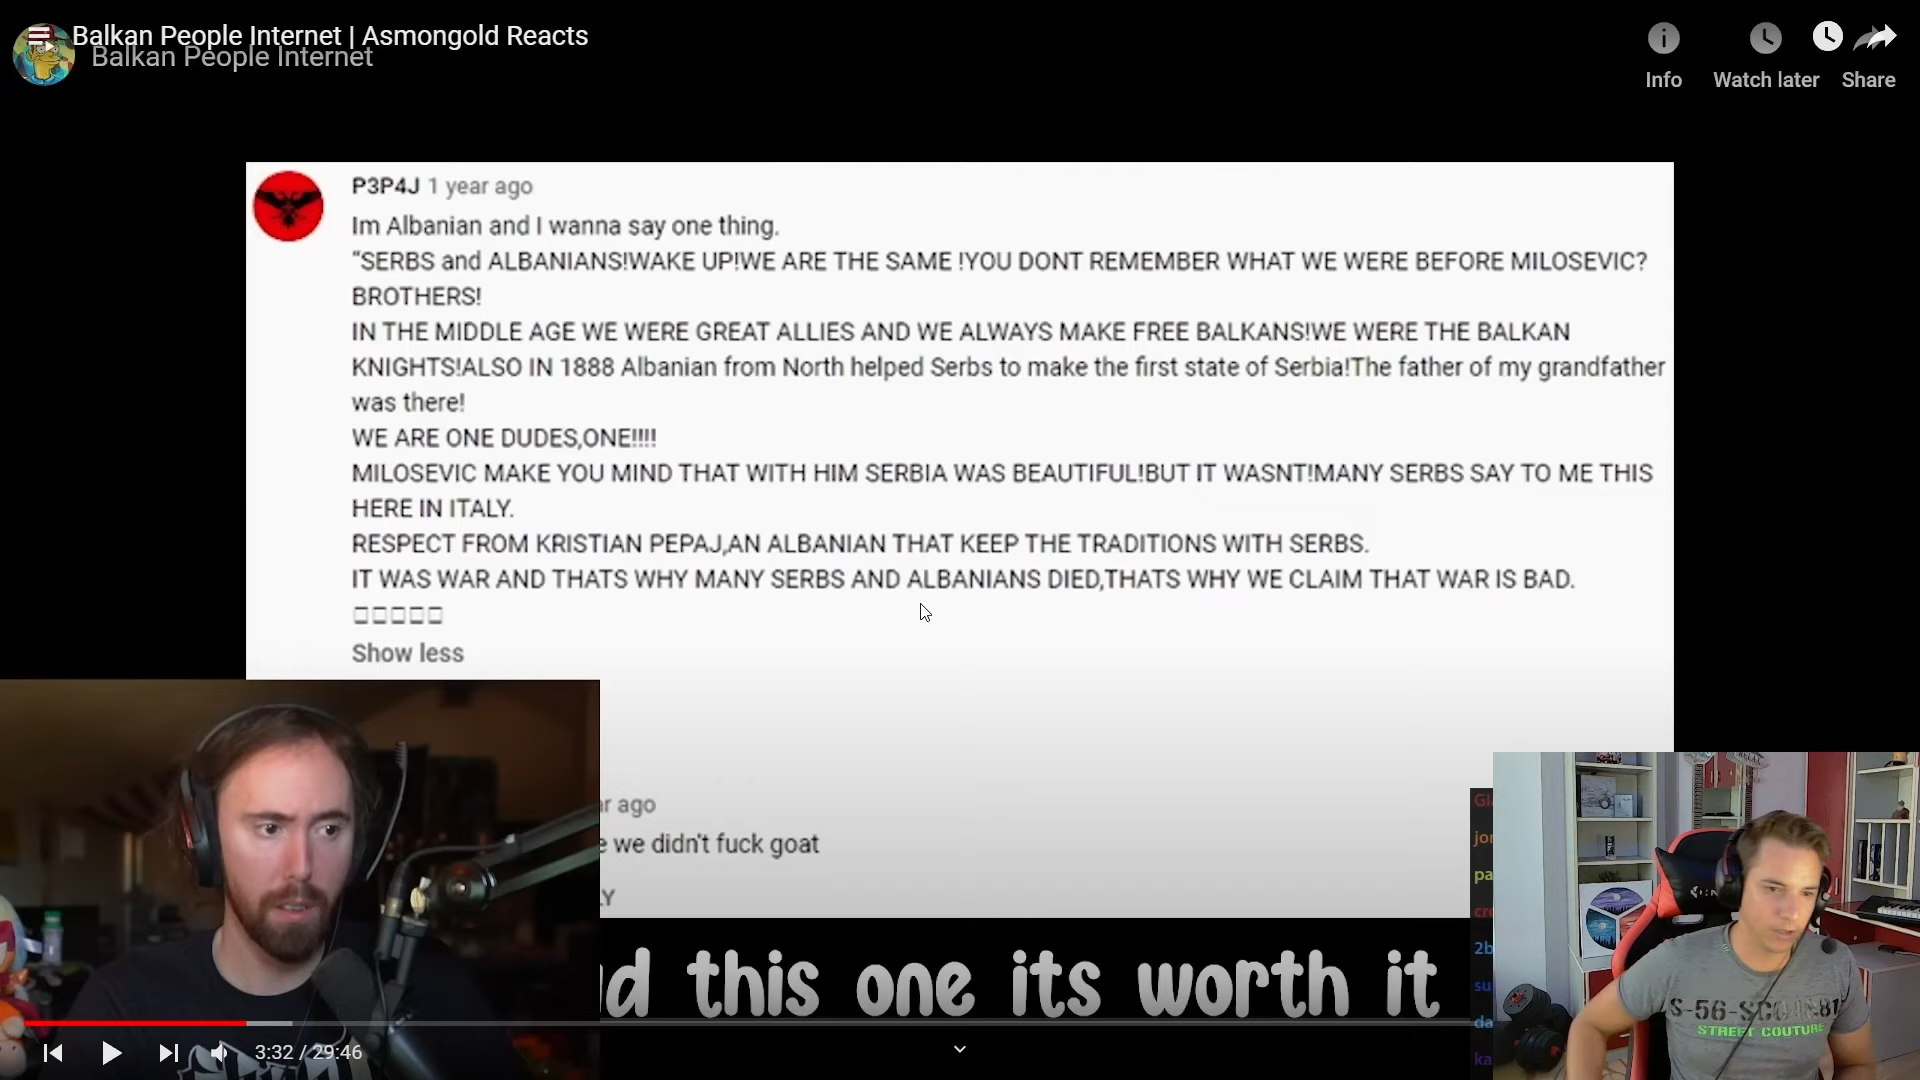 Balkan People Internet | Asmongold Reacts
Balkan People Internet
Info
Watch later
Share
P3P4J 1 year ago
Im Albanian and I wanna say one thing.
“SERBS and ALBANIANS!WAKE UP!WE ARE THE SAME !YOU DONT REMEMBER WHAT WE WERE BEFORE MILOSEVIC?
BROTHERS!
IN THE MIDDLE AGE WE WERE GREAT ALLIES AND WE ALWAYS MAKE FREE BALKANS!WE WERE THE BALKAN
KNIGHTS!ALSO IN 1888 Albanian from North helped Serbs to make the first state of Serbia!The father of my grandfather
was there!
WE ARE ONE DUDES,ONE!!!!
MILOSEVIC MAKE YOU MIND THAT WITH HIM SERBIA WAS BEAUTIFUL!BUT IT WASNT!MANY SERBS SAY TO ME THIS
HERE IN ITALY.
RESPECT FROM KRISTIAN PEPAJ,AN ALBANIAN THAT KEEP THE TRADITIONS WITH SERBS.
IT WAS WAR AND THATS WHY MANY SERBS AND ALBANIANS DIED,THATS WHY WE CLAIM THAT WAR IS BAD.
Show less
ago
we didn't fuck goat
this one its worth it
3:32 / 29:46
STREET COUTURE